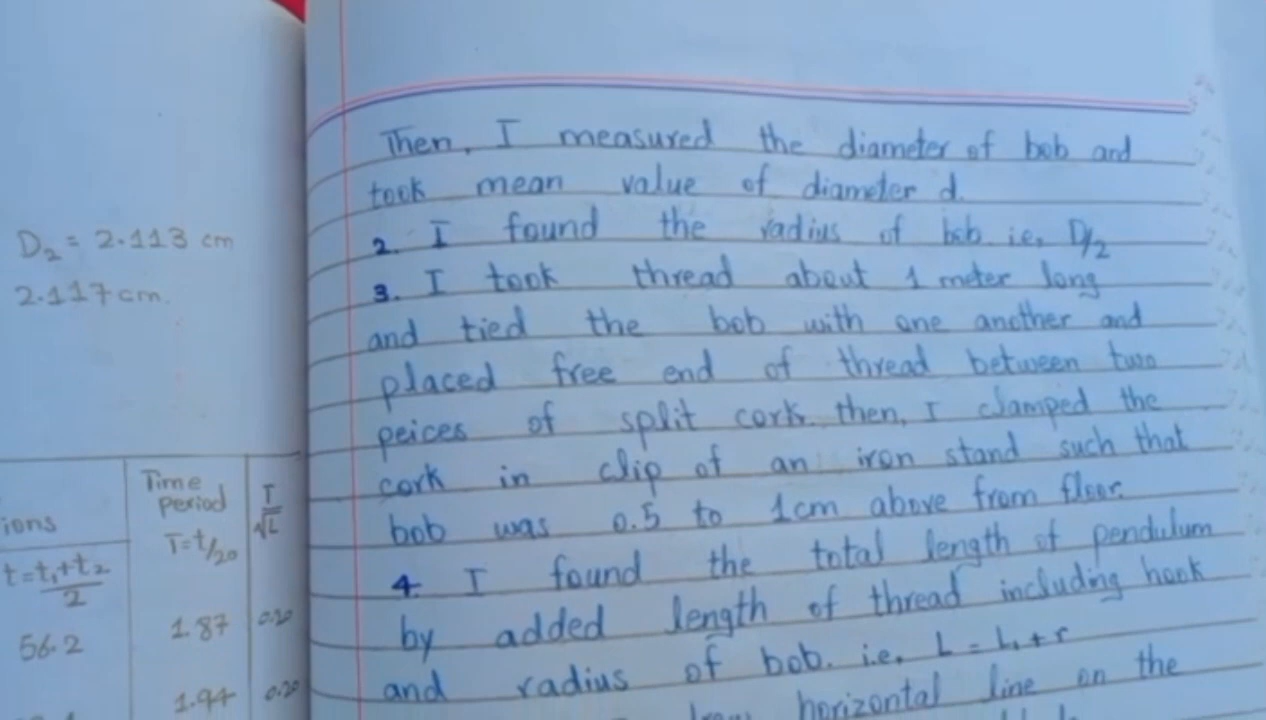 D₂ = 2.113 cm
2.117 cm.
ions
t=t₁+t₂/2
56.2
Time period
T=t/20
1.87
1.94
T/√L
0.20
0.20
Then, I measured the diameter of bob and
took mean value of diameter d.
2. I found the radius of bob i.e. D/2
3. I took thread about 1 meter long
and tied the bob with one another and
placed free end of thread between two
peices of split cork. then, I clamped the
cork in clip of an iron stand such that
bob was 0.5 to 1cm above from floor.
4. I found the total length of pendulum
by added length of thread including hook
and radius of bob. i.e. L = L₁+r
horizontal line on the